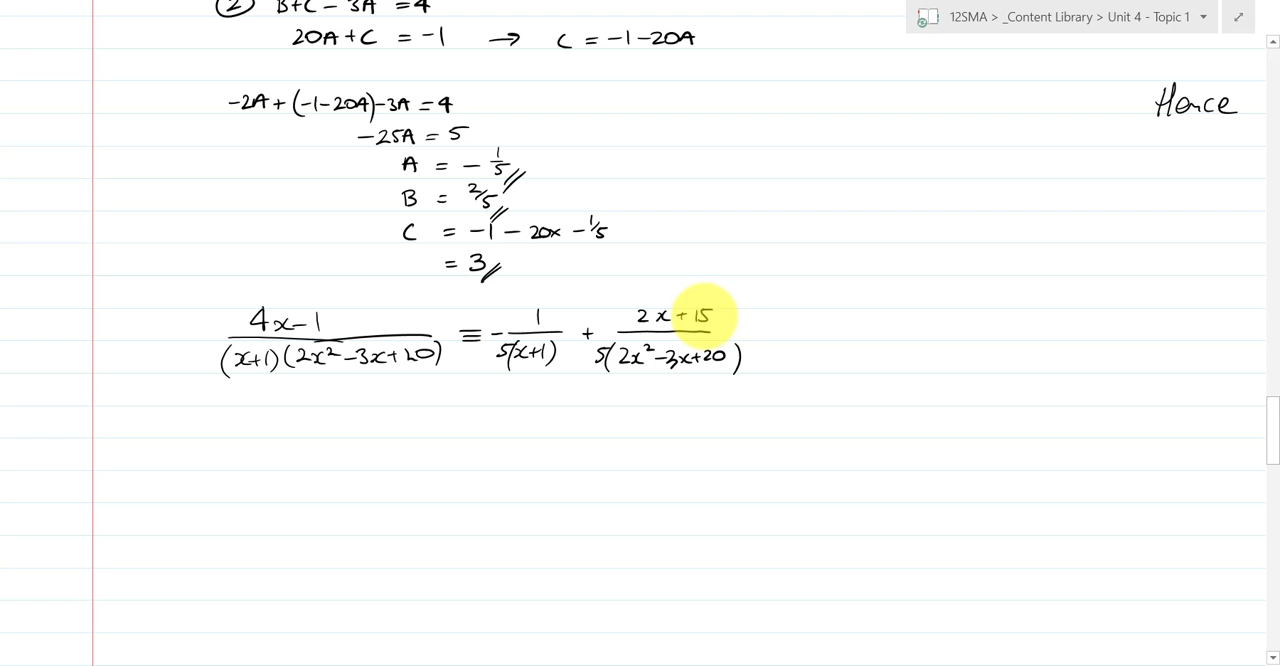 12SMA > _Content Library > Unit 4 - Topic 1
② B+C-3A = 4
20A+C = -1 → C = -1-20A
-2A+(-1-20A)-3A = 4
Hence
-25A = 5
A = -1/5
B = 2/5
C = -1 - 20x -1/5
= 3
4x-1/(x+1)(2x²-3x+20) ≡ -1/5(x+1) + 2x+15/5(2x²-3x+20)